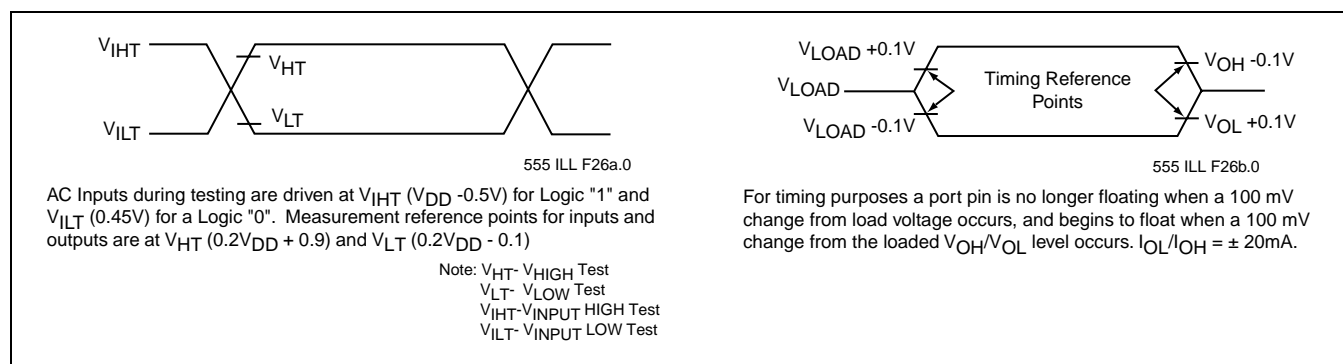 VIHT
VHT
VLT
VILT
555 ILL F26a.0
AC Inputs during testing are driven at VIHT (VDD -0.5V) for Logic "1" and
VILT (0.45V) for a Logic "0". Measurement reference points for inputs and
outputs are at VHT (0.2VDD + 0.9) and VLT (0.2VDD - 0.1)
Note: VHT- VHIGH Test
VLT- VLOW Test
VIHT-VINPUT HIGH Test
VILT- VINPUT LOW Test
VLOAD +0.1V
VLOAD
VLOAD -0.1V
Timing Reference
Points
VOH -0.1V
VOL +0.1V
555 ILL F26b.0
For timing purposes a port pin is no longer floating when a 100 mV
change from load voltage occurs, and begins to float when a 100 mV
change from the loaded VOH/VOL level occurs. IOL/IOH = ± 20mA.